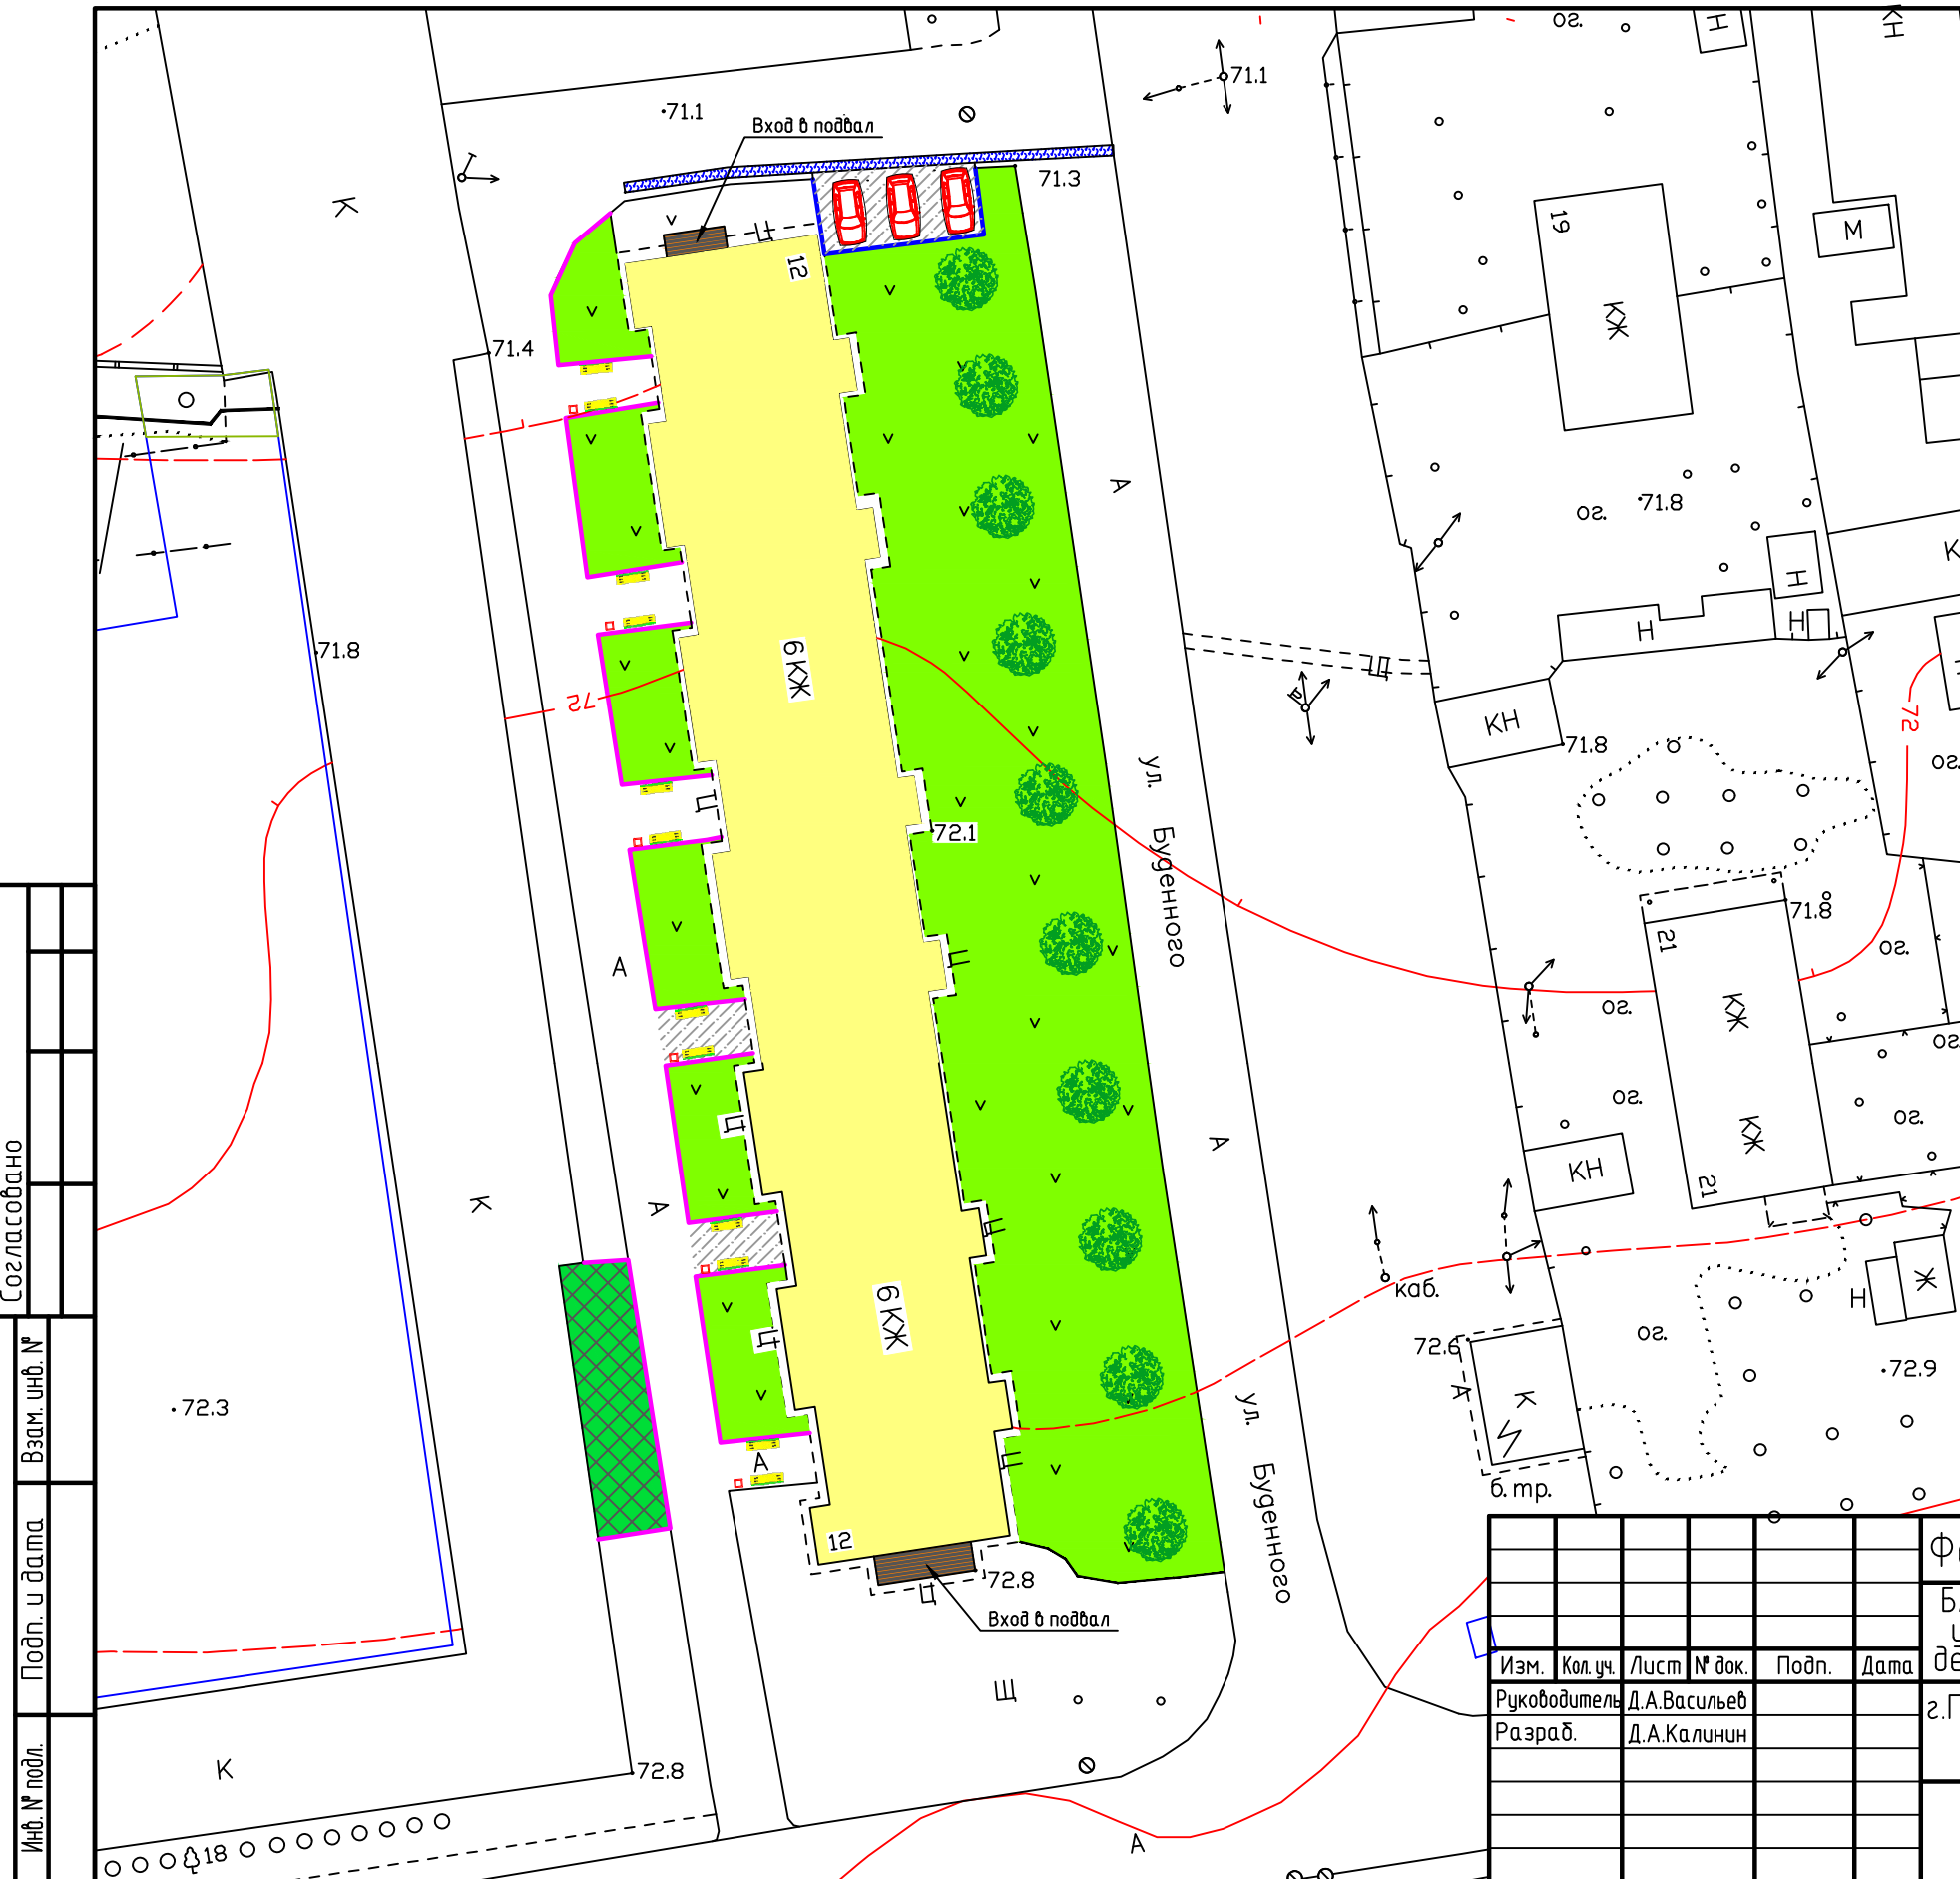 ог.
Н
КН
71.1
71.1
Вход в подвал
71.3
К
Ц
12
19
М
КЖ
71.4
А
71.8
ог.
Н
Н
Н
К
71.8
6 КЖ
72
Ц
Ц
КН
71.8
72
ог.
ул. Буденного
72.1
71.8
21
ог.
А
Ц
КЖ
ог.
ог.
ог.
ог.
Ц
КЖ
КН
21
К
А
А
Ц
6 КЖ
Ц
каб.
Ж
Н
ог.
72.6
72.9
А
К
72.3
ул. Буденного
А
Ц
б. тр.
12
72.8
Ц
Вход в подвал
Щ
72.8
К
18
А
Согласовано
Взам. инв. №
Подп. и дата
Инв. № подл.
Изм. Кол. уч. Лист № док. Подп. Дата
Руководитель Д.А.Васильев
Разраб. Д.А.Калинин